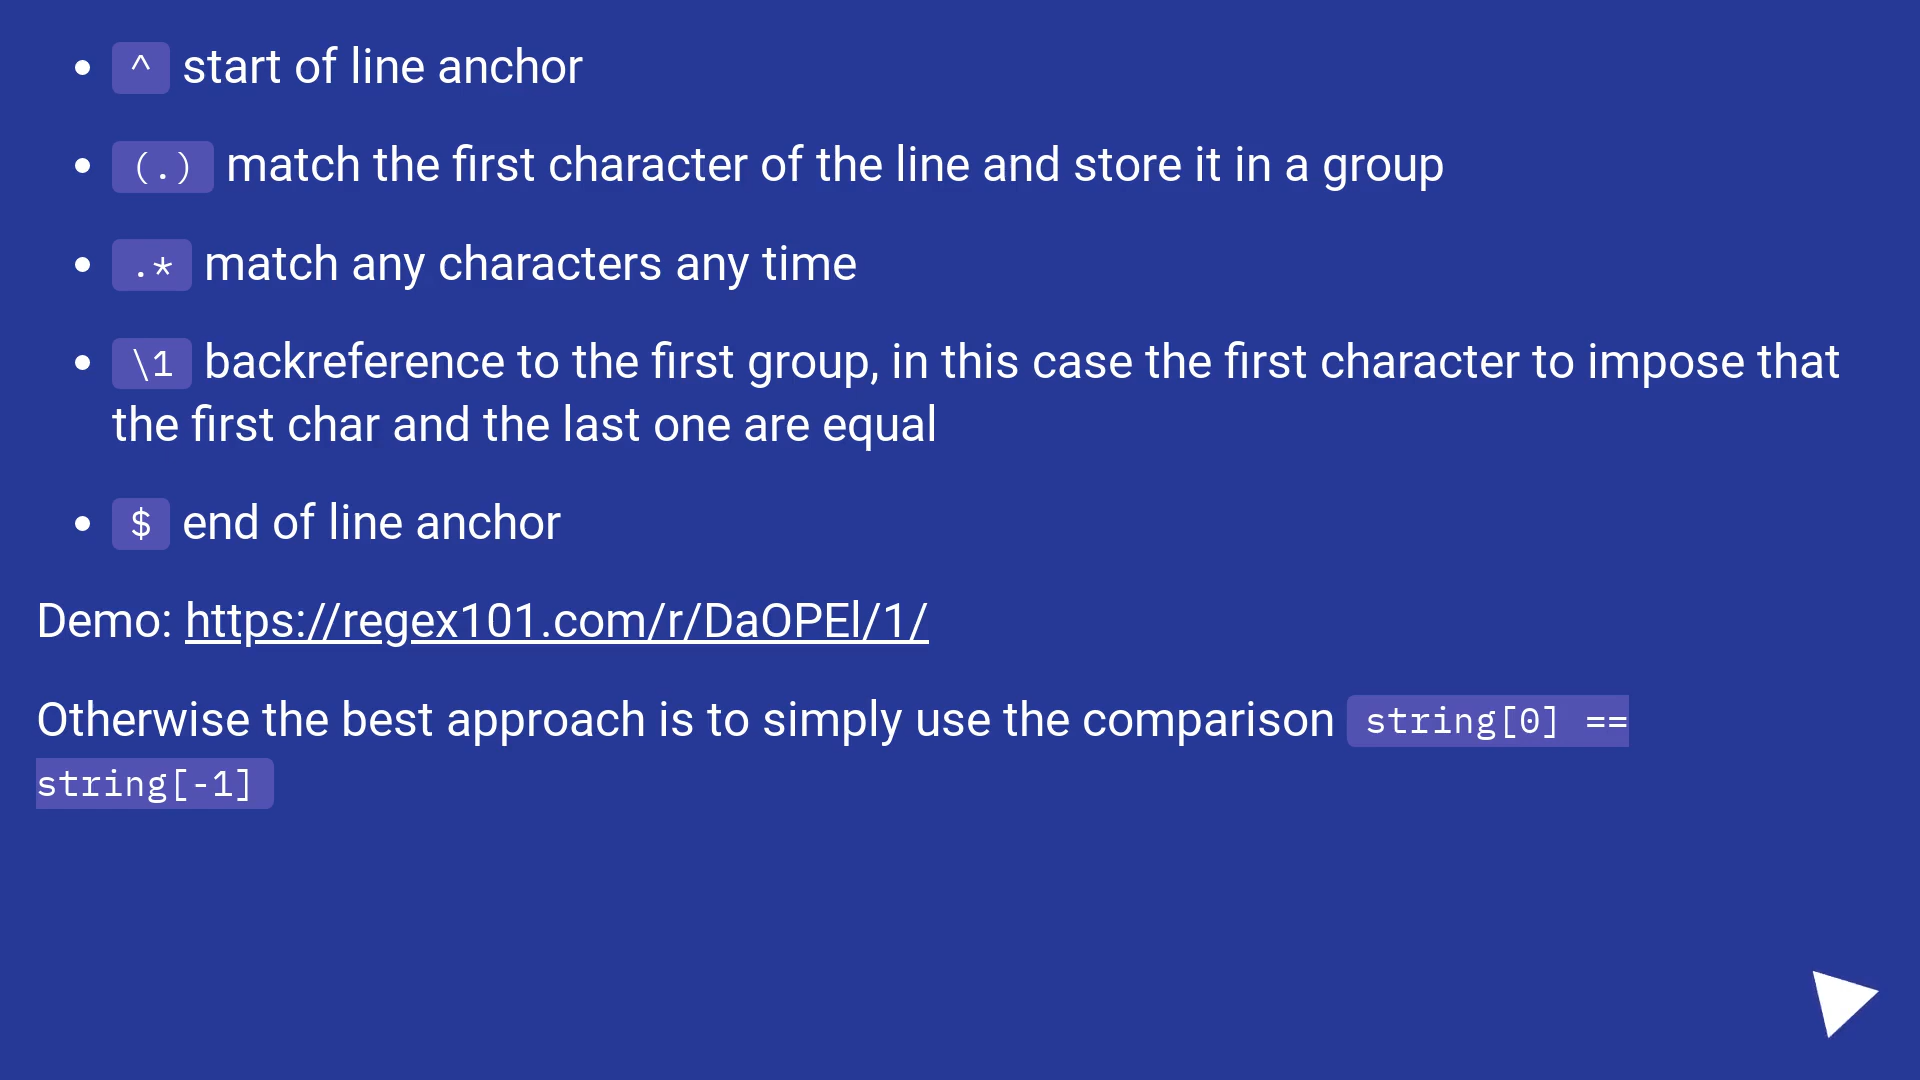 • ^ start of line anchor
• (.) match the first character of the line and store it in a group
• .* match any characters any time
• \1 backreference to the first group, in this case the first character to impose that
the first char and the last one are equal
• $ end of line anchor
Demo: https://regex101.com/r/DaOPEl/1/
Otherwise the best approach is to simply use the comparison string[0] ==
string[-1]